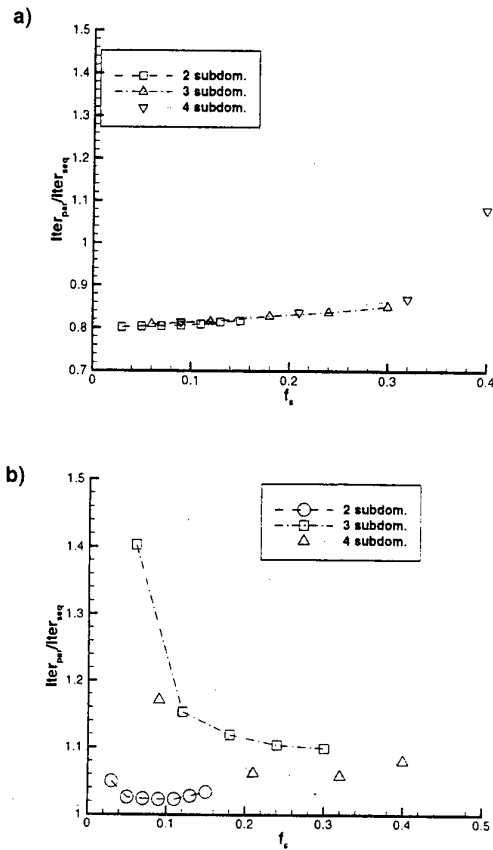 a)
1.5
1.4
1.3
1.2
1.1
1
0.9
0.8
0.7
Iter_par/Iter_seq
2 subdom.
3 subdom.
4 subdom.
0
0.1
0.2
0.3
0.4
f_s
b)
1.5
1.4
1.3
1.2
1.1
1
Iter_par/Iter_seq
2 subdom.
3 subdom.
4 subdom.
0
0.1
0.2
0.3
0.4
0.5
f_s